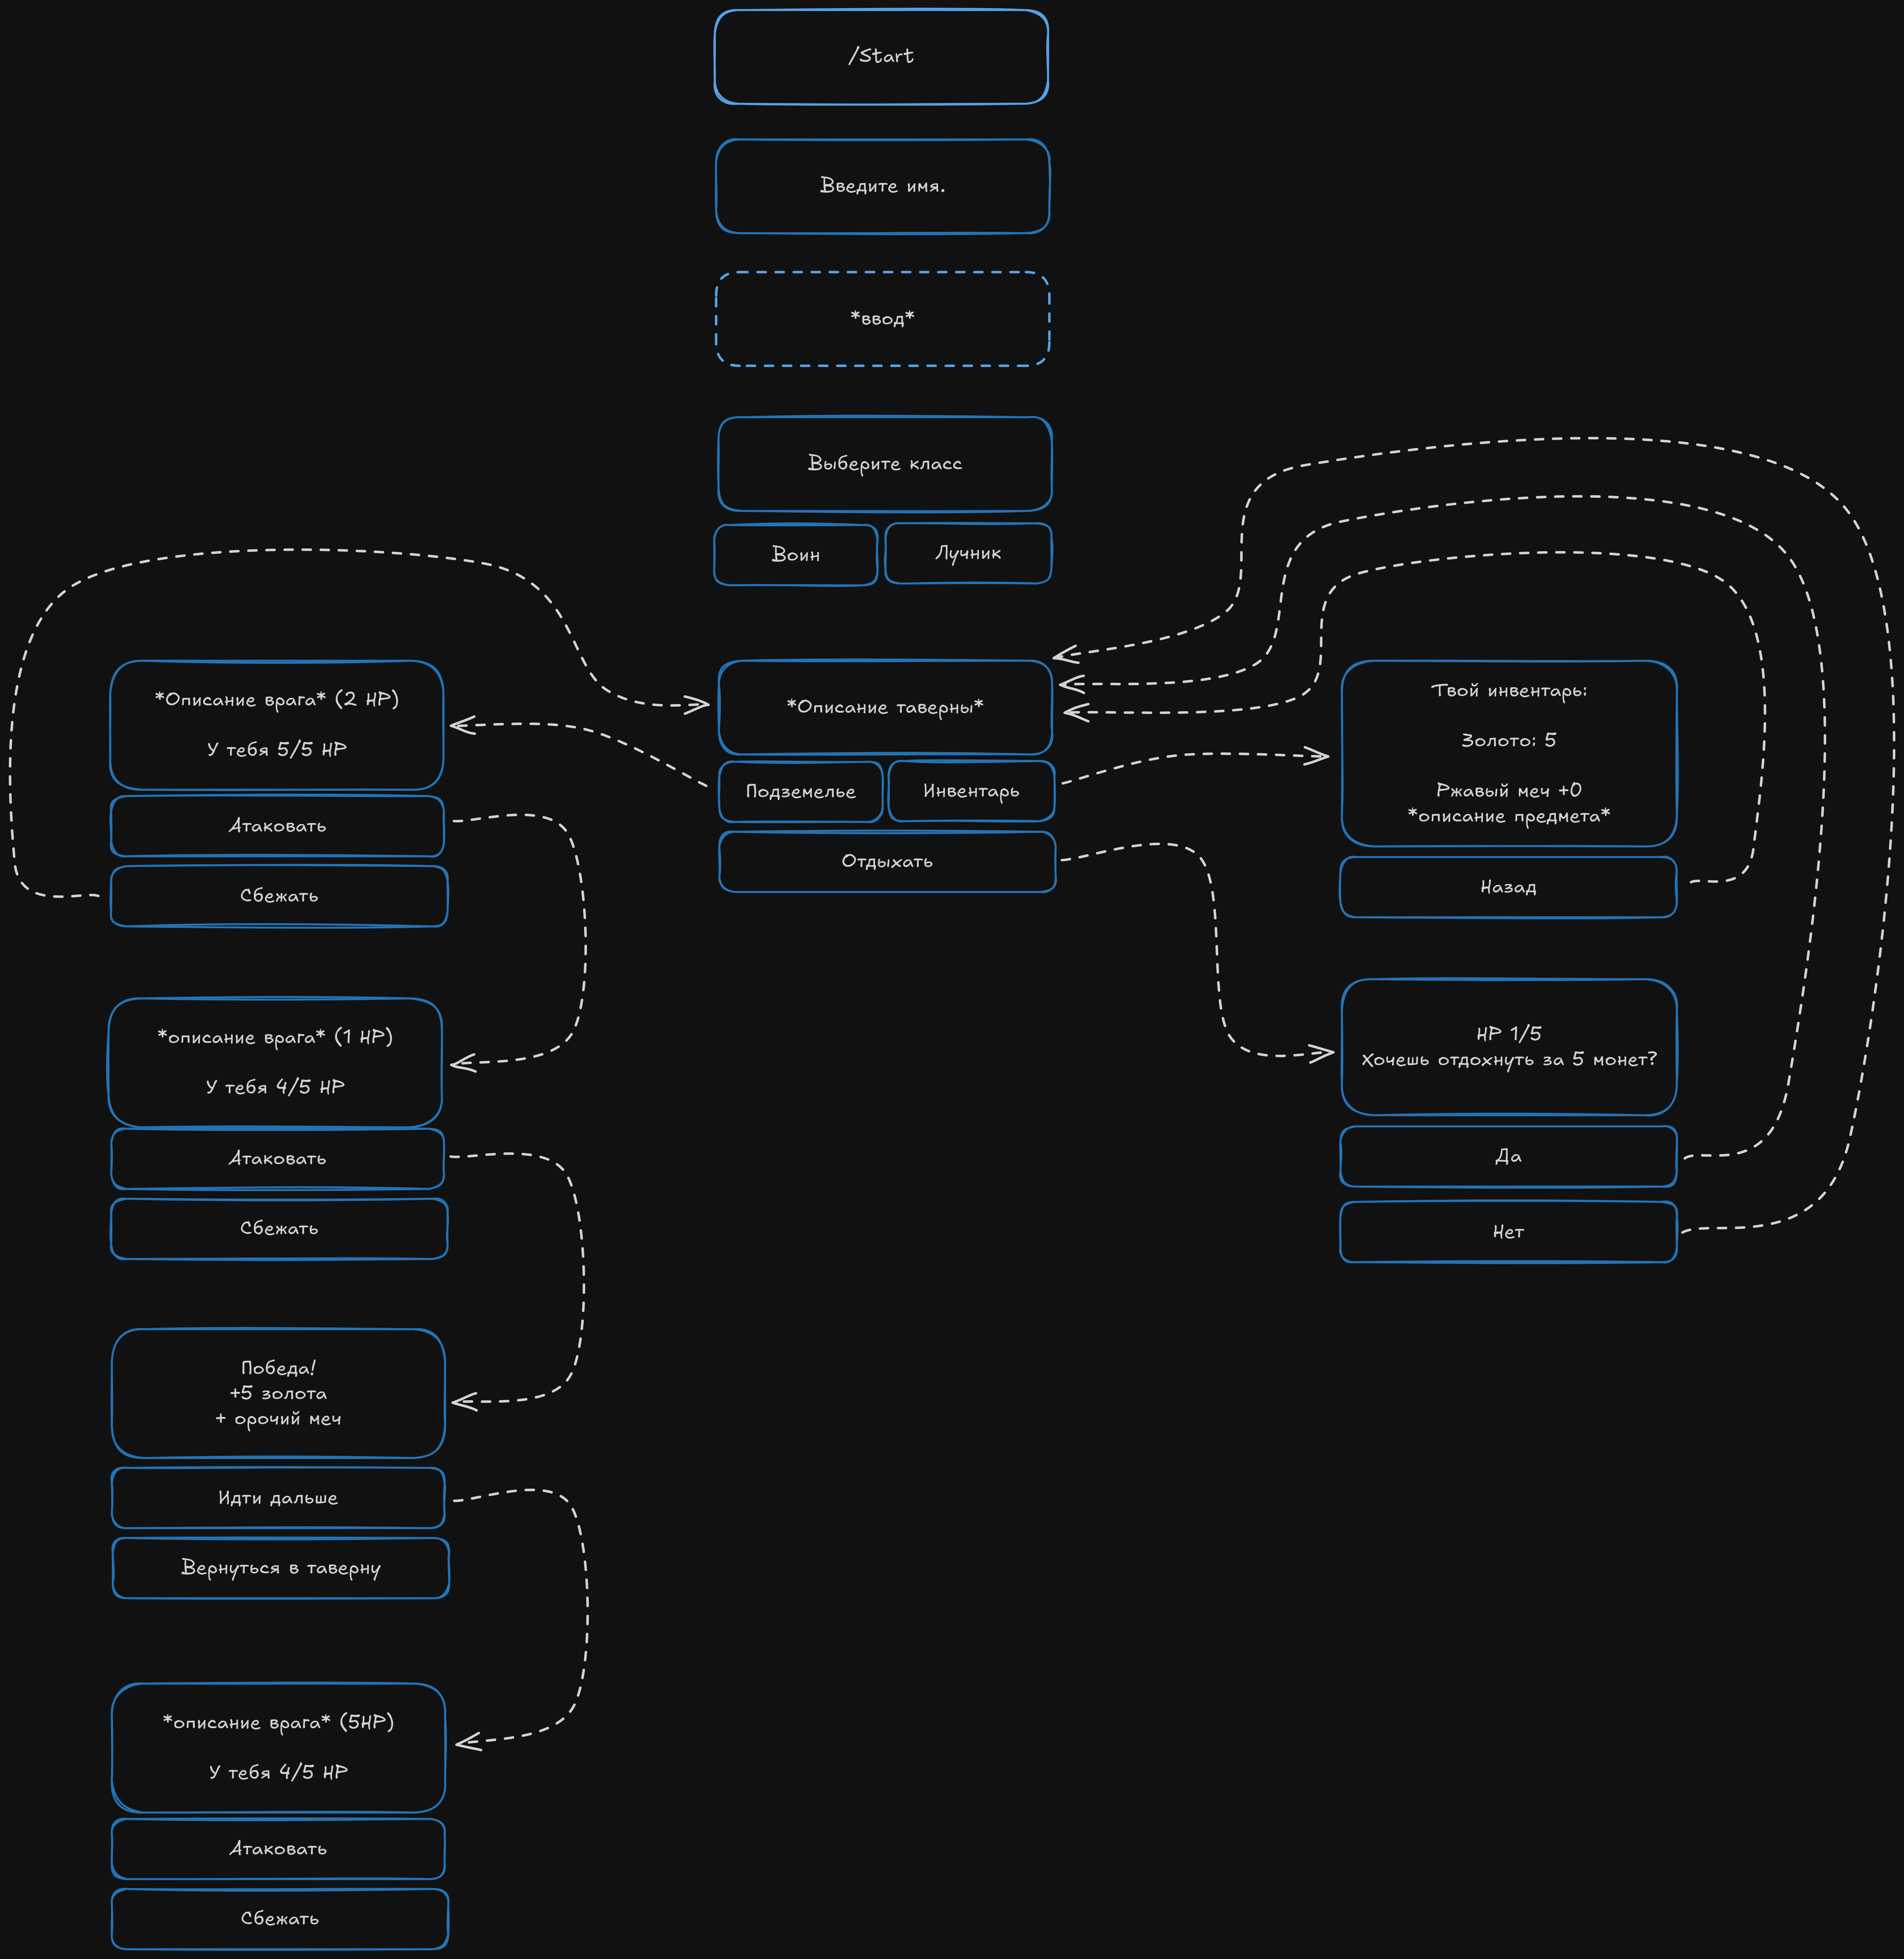 /Start
Введите имя.
*ввод*
Выберите класс
Воин
Лучник
*Описание таверны*
Подземелье
Инвентарь
Отдыхать
*Описание врага* (2 HP)
У тебя 5/5 HP
Атаковать
Сбежать
*описание врага* (1 HP)
У тебя 4/5 HP
Атаковать
Сбежать
Победа!
+5 золота
+ орочий меч
Идти дальше
Вернуться в таверну
*описание врага* (5HP)
У тебя 4/5 HP
Атаковать
Сбежать
Твой инвентарь:
Золото: 5
Ржавый меч +0
*описание предмета*
Назад
HP 1/5
Хочешь отдохнуть за 5 монет?
Да
Нет